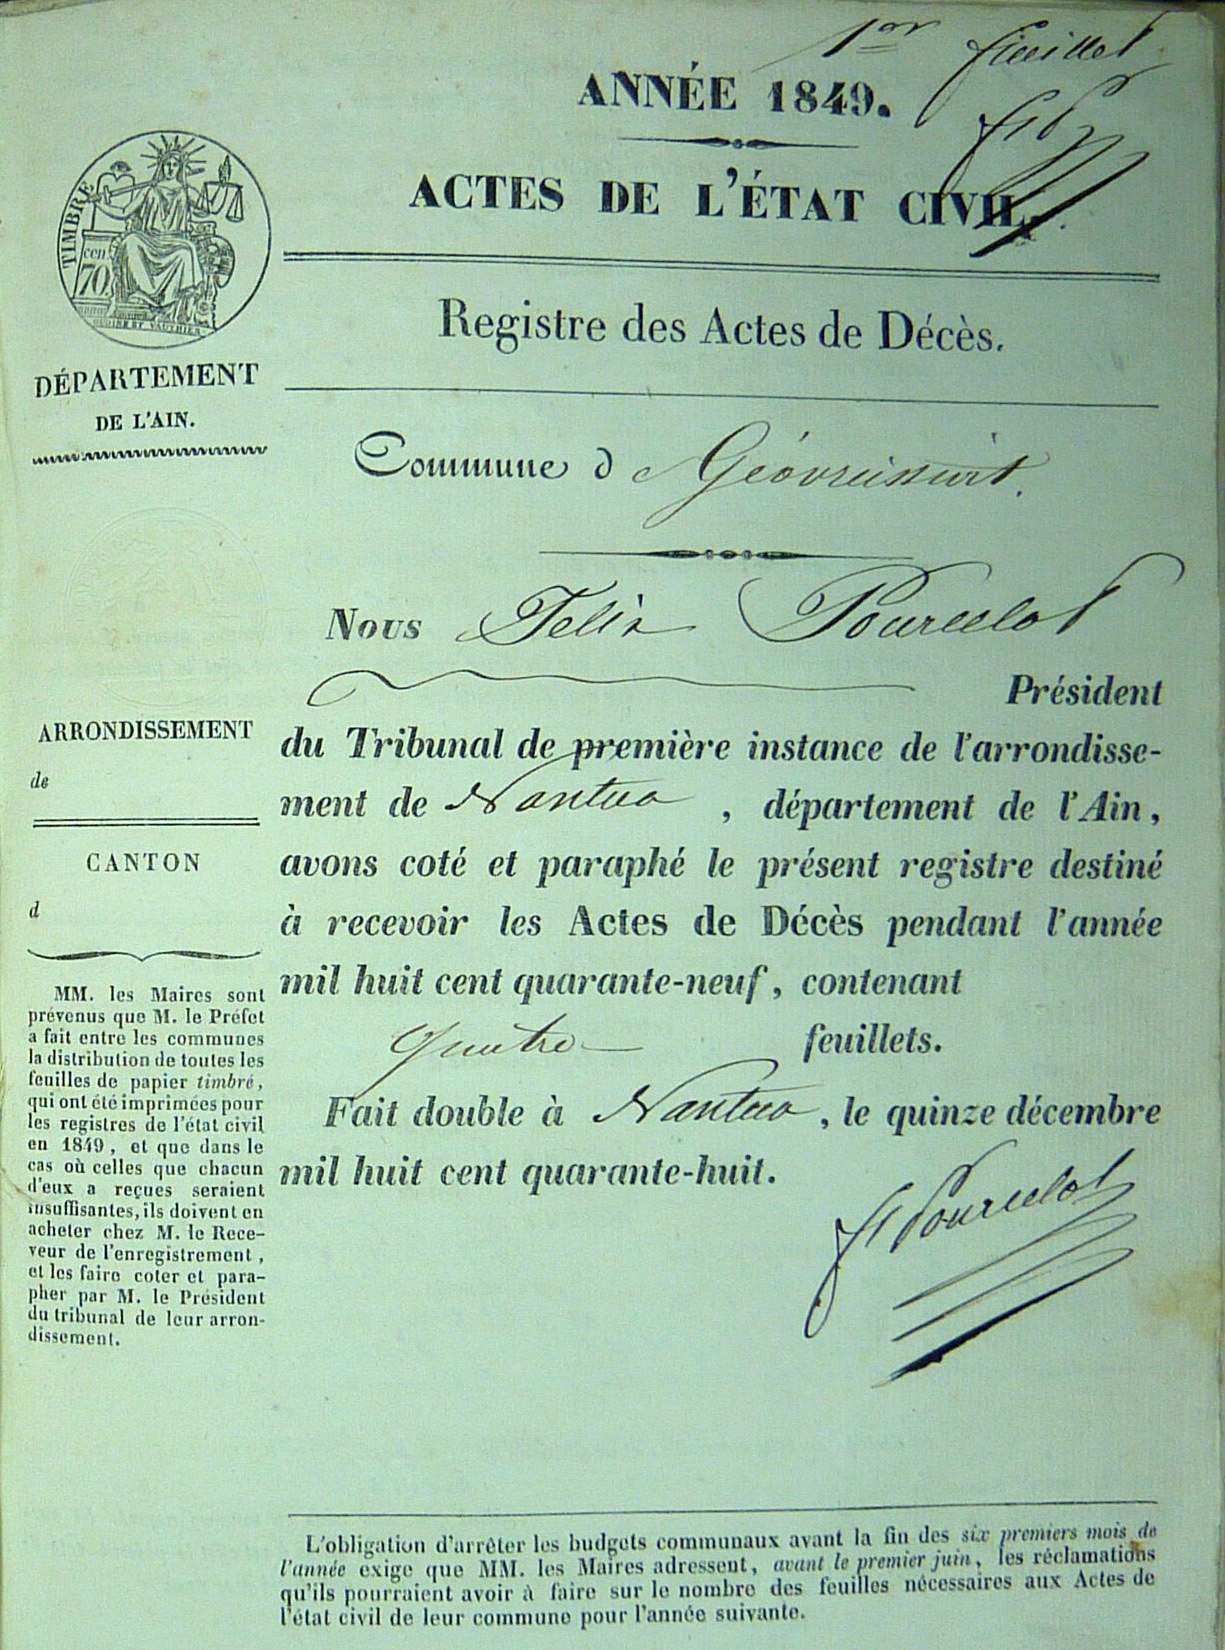 1er feuillet
ANNÉE 1849.
ACTES DE L'ÉTAT CIVIL.
TIMBRE
cen
70
Registre des Actes de Décès.
DÉPARTEMENT
DE L'AIN.
Commune de Géovreissiat.
Nous Felix Pourcelot
Président
du Tribunal de première instance de l'arrondisse-
ment de Nantua, département de l'Ain,
avons coté et paraphé le présent registre destiné
à recevoir les Actes de Décès pendant l'année
mil huit cent quarante-neuf, contenant
quatre feuillets.
Fait double à Nantua, le quinze décembre
mil huit cent quarante-huit.
f Pourcelot
ARRONDISSEMENT
de
CANTON
d
MM. les Maires sont
prévenus que M. le Préfet
a fait entre les communes
la distribution de toutes les
feuilles de papier timbré,
qui ont été imprimées pour
les registres de l'état civil
en 1849, et que dans le
cas où celles que chacun
d'eux a reçues seraient
insuffisantes, ils doivent en
acheter chez M. le Rece-
veur de l'enregistrement,
et les faire coter et para-
pher par M. le Président
du tribunal de leur arron-
dissement.
L'obligation d'arrêter les budgets communaux avant la fin des six premiers mois de
l'année exige que MM. les Maires adressent, avant le premier juin, les réclamations
qu'ils pourraient avoir à faire sur le nombre des feuilles nécessaires aux Actes de
l'état civil de leur commune pour l'année suivante.